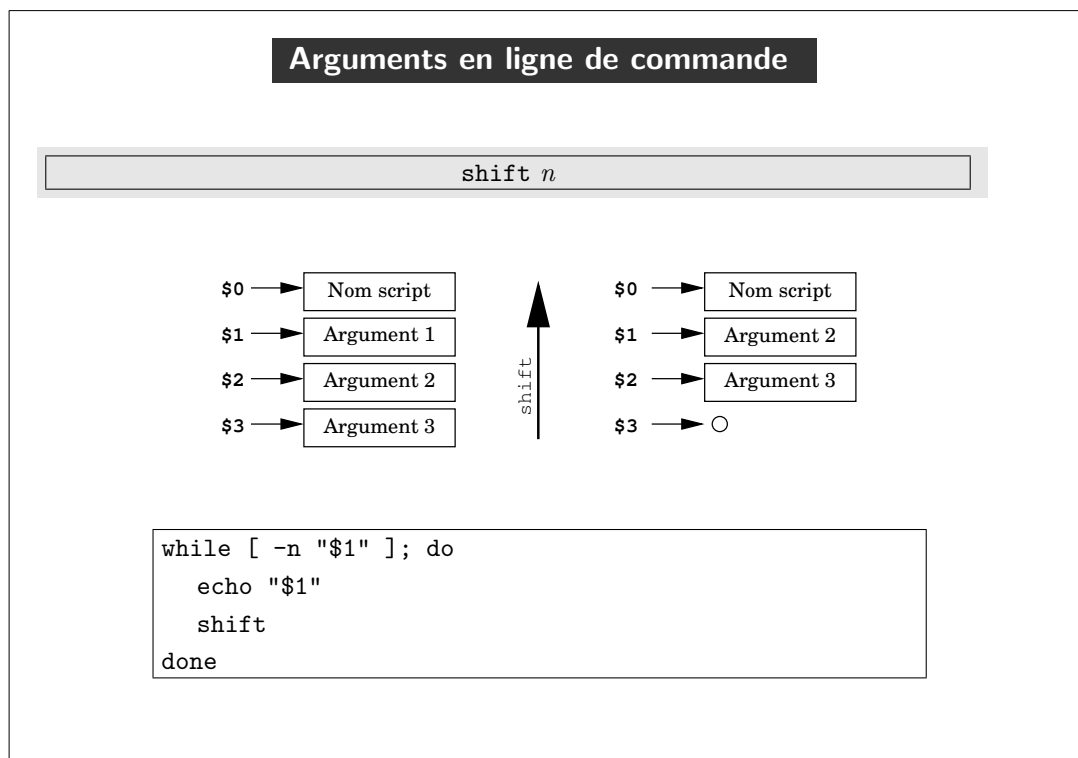 Arguments en ligne de commande
shift n
$0 Nom script
$1 Argument 1
$2 Argument 2
$3 Argument 3
shift
$0 Nom script
$1 Argument 2
$2 Argument 3
$3
while [ -n "$1" ]; do
echo "$1"
shift
done